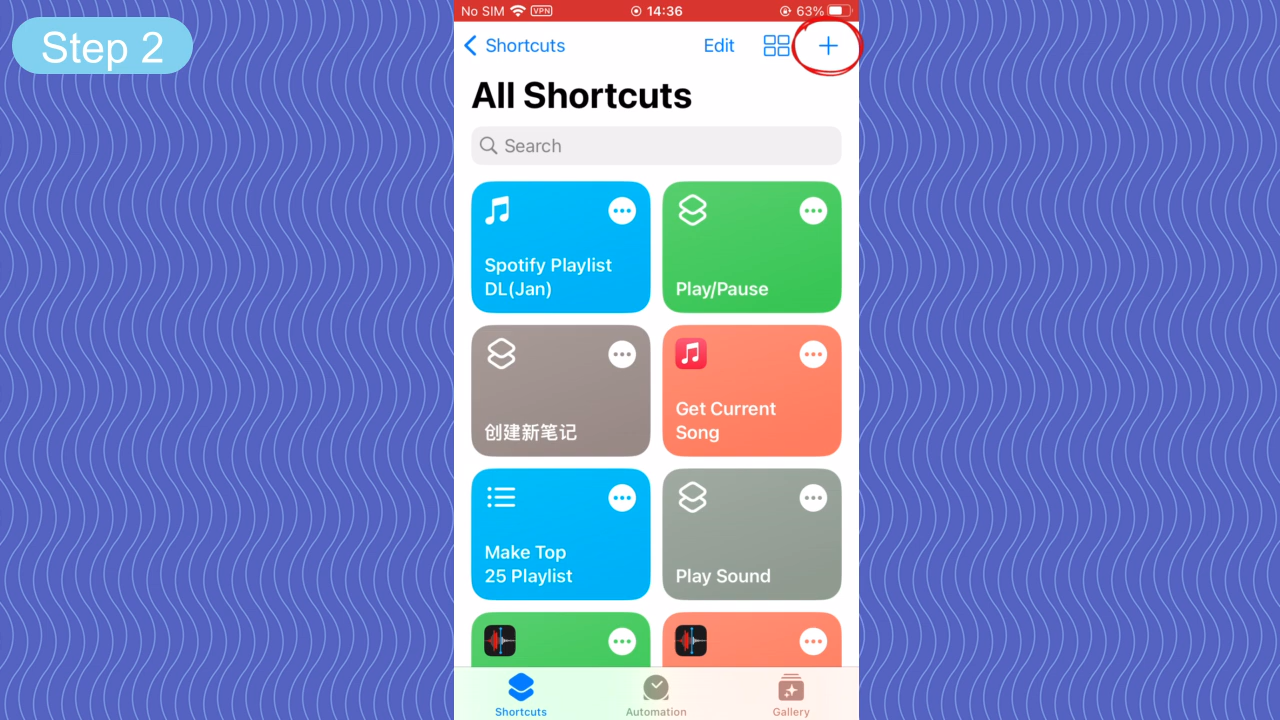 Step 2
No SIM VPN 14:36 63%
Shortcuts Edit
All Shortcuts
Search
Spotify Playlist
DL(Jan)
Play/Pause
创建新笔记
Get Current
Song
Make Top
25 Playlist
Play Sound
Shortcuts Automation Gallery